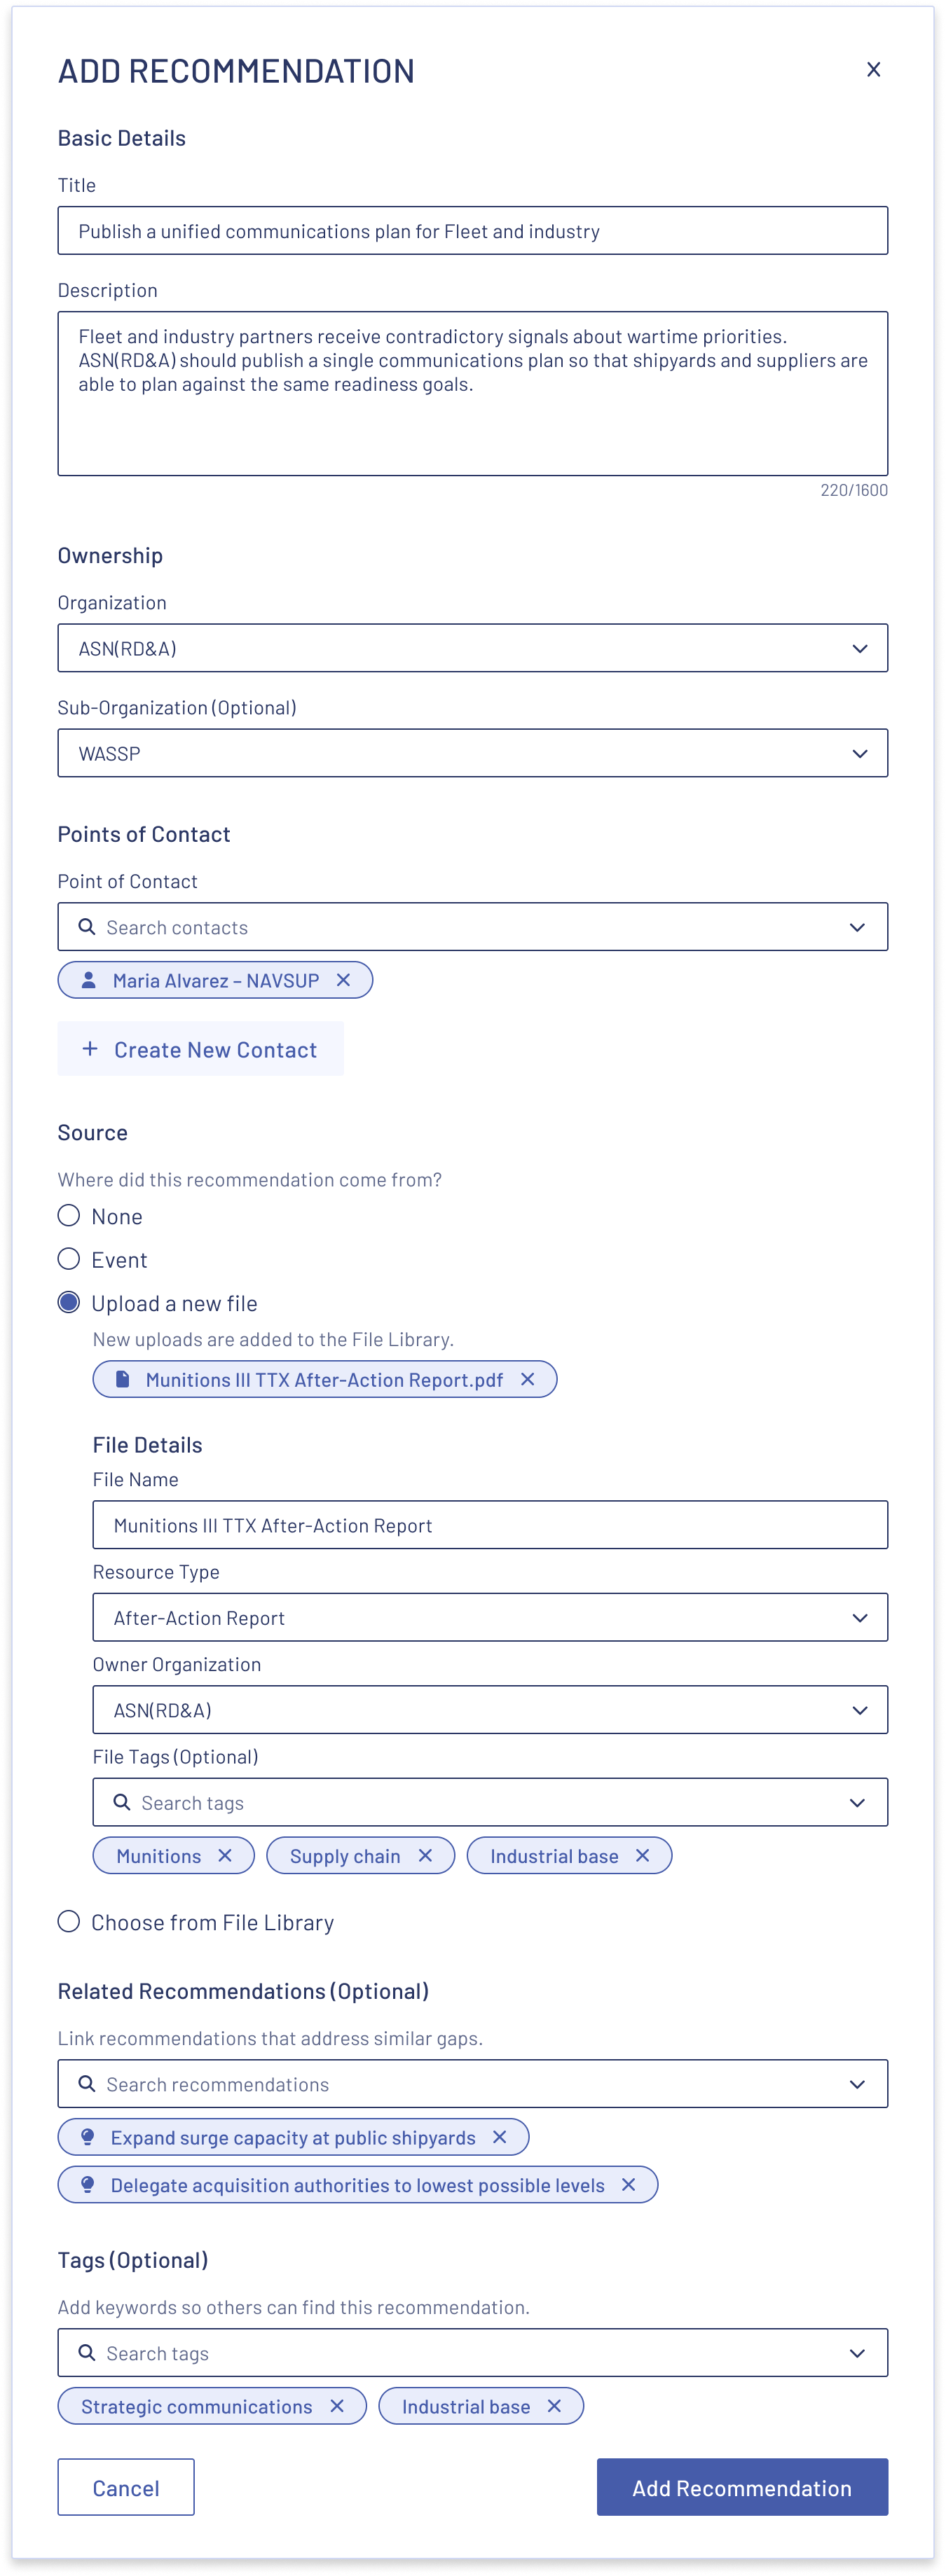 ADD RECOMMENDATION
X
Basic Details
Title
Publish a unified communications plan for Fleet and industry
Description
Fleet and industry partners receive contradictory signals about wartime priorities.
ASN(RD&A) should publish a single communications plan so that shipyards and suppliers are
able to plan against the same readiness goals.
220/1600
Ownership
Organization
ASN(RD&A)
Sub-Organization (Optional)
WASSP
Points of Contact
Point of Contact
Search contacts
Maria Alvarez – NAVSUP
+ Create New Contact
Source
Where did this recommendation come from?
None
Event
Upload a new file
New uploads are added to the File Library.
Munitions III TTX After-Action Report.pdf
File Details
File Name
Munitions III TTX After-Action Report
Resource Type
After-Action Report
Owner Organization
ASN(RD&A)
File Tags (Optional)
Search tags
Munitions Supply chain Industrial base
Choose from File Library
Related Recommendations (Optional)
Link recommendations that address similar gaps.
Search recommendations
Expand surge capacity at public shipyards
Delegate acquisition authorities to lowest possible levels
Tags (Optional)
Add keywords so others can find this recommendation.
Search tags
Strategic communications Industrial base
Cancel Add Recommendation